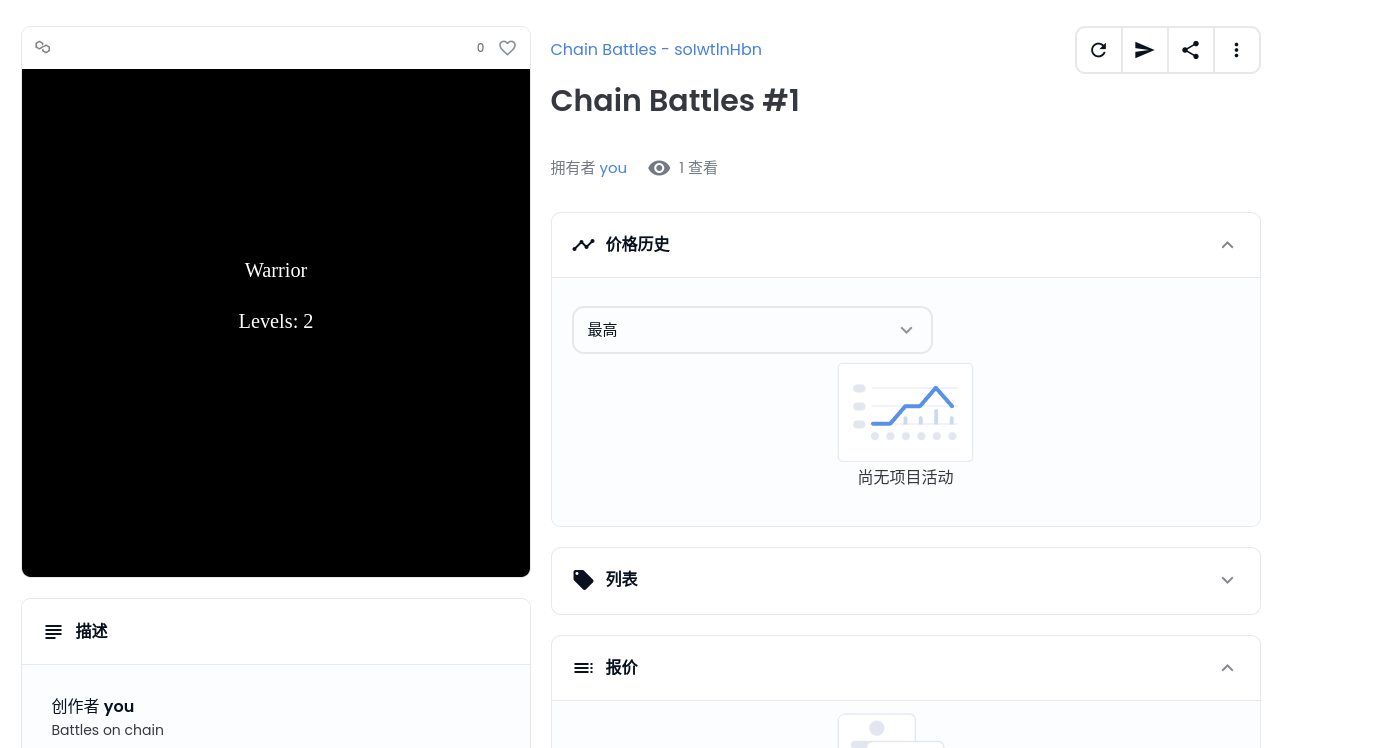 0
Warrior
Levels: 2
描述
创作者 you
Battles on chain
Chain Battles - soIwtlnHbn
Chain Battles #1
拥有者 you
1 查看
价格历史
最高
尚无项目活动
列表
报价